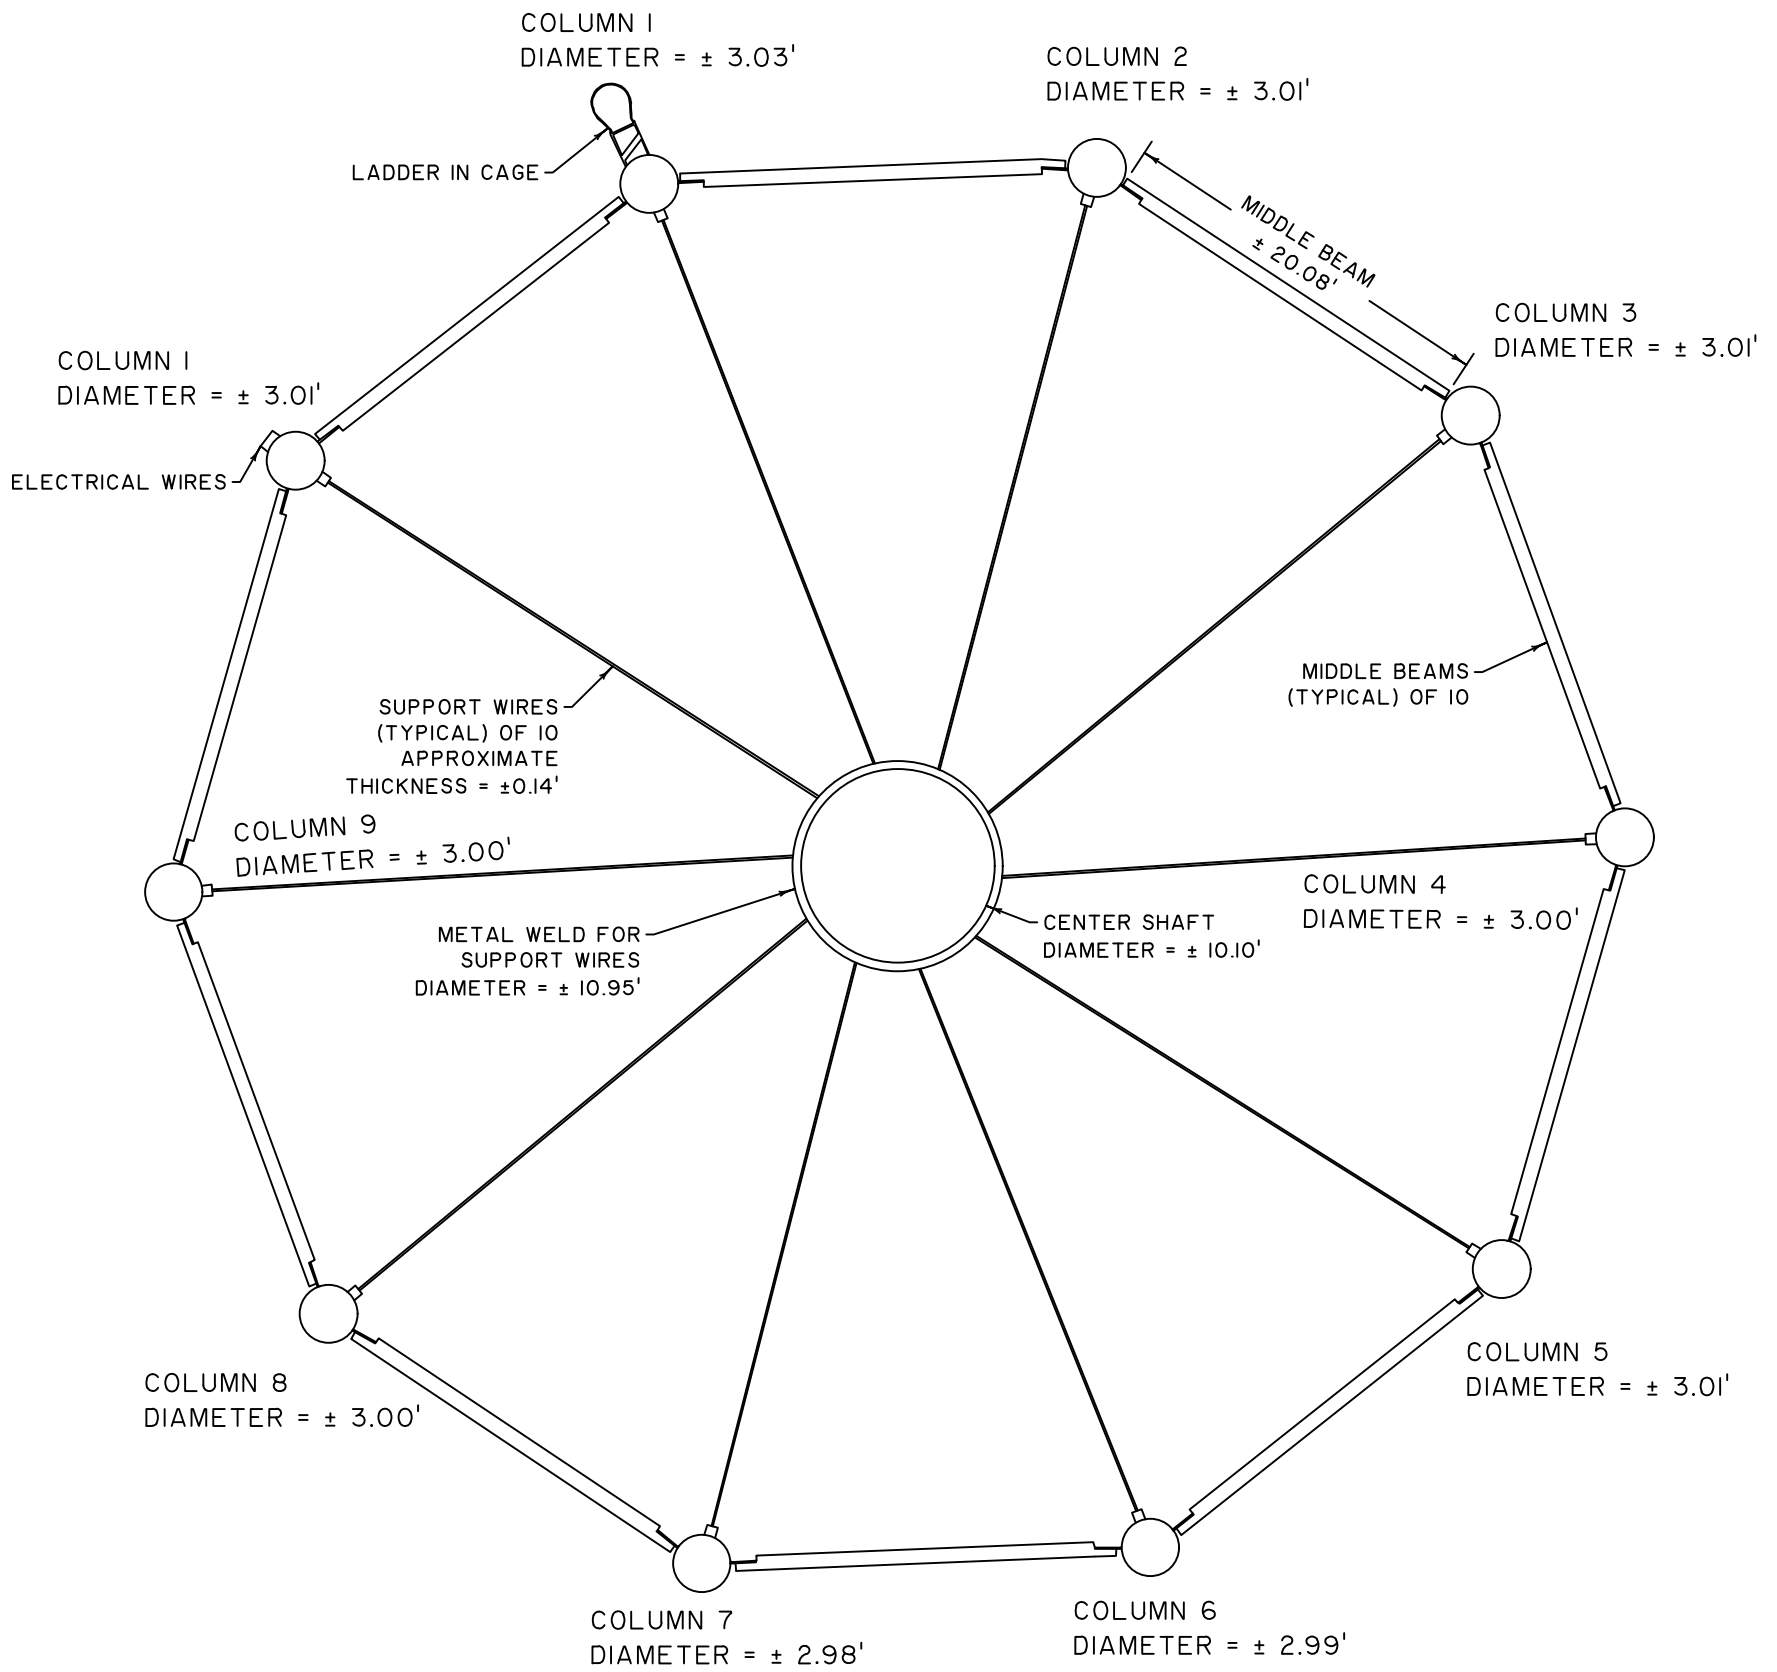 COLUMN 1
DIAMETER = ± 3.03'
COLUMN 2
DIAMETER = ± 3.01'
LADDER IN CAGE
MIDDLE BEAM
± 20.08'
COLUMN 3
DIAMETER = ± 3.01'
COLUMN 1
DIAMETER = ± 3.01'
ELECTRICAL WIRES
MIDDLE BEAMS
(TYPICAL) OF 10
SUPPORT WIRES
(TYPICAL) OF 10
APPROXIMATE
THICKNESS = ±0.14'
COLUMN 9
DIAMETER = ± 3.00'
COLUMN 4
DIAMETER = ± 3.00'
METAL WELD FOR
SUPPORT WIRES
DIAMETER = ± 10.95'
CENTER SHAFT
DIAMETER = ± 10.10'
COLUMN 5
DIAMETER = ± 3.01'
COLUMN 8
DIAMETER = ± 3.00'
COLUMN 7
DIAMETER = ± 2.98'
COLUMN 6
DIAMETER = ± 2.99'